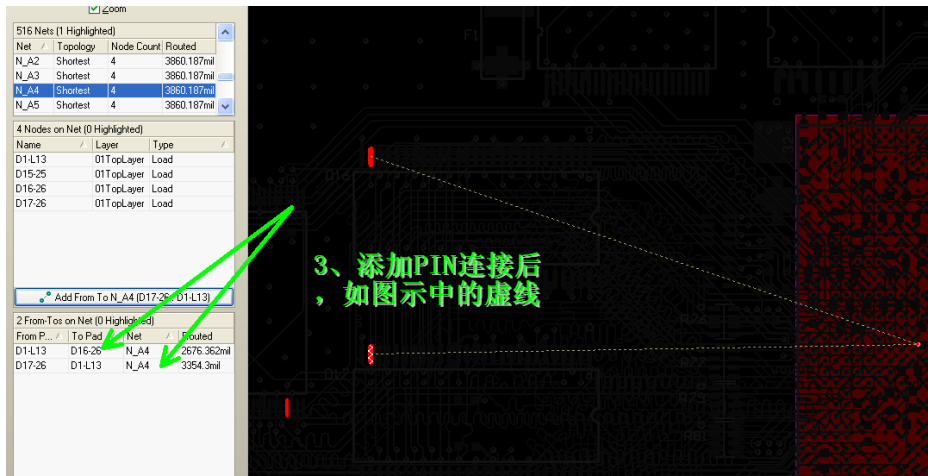 Zoom
516 Nets (1 Highlighted)
Net Topology Node Count Routed
N_A2 Shortest 4 3860.187mil
N_A3 Shortest 4 3860.187mil
N_A4 Shortest 4 3860.187mil
N_A5 Shortest 4 3860.187mil
4 Nodes on Net (0 Highlighted)
Name Layer Type
D1-L13 01TopLayer Load
D15-25 01TopLayer Load
D16-26 01TopLayer Load
D17-26 01TopLayer Load
Add From To N_A4 (D17-26 : D1-L13)
2 From-Tos on Net (0 Highlighted)
From P... To Pad Net Routed
D1-L13 D16-26 N_A4 2676.362mil
D17-26 D1-L13 N_A4 3354.3mil
F1
3、添加PIN连接后
，如图示中的虚线